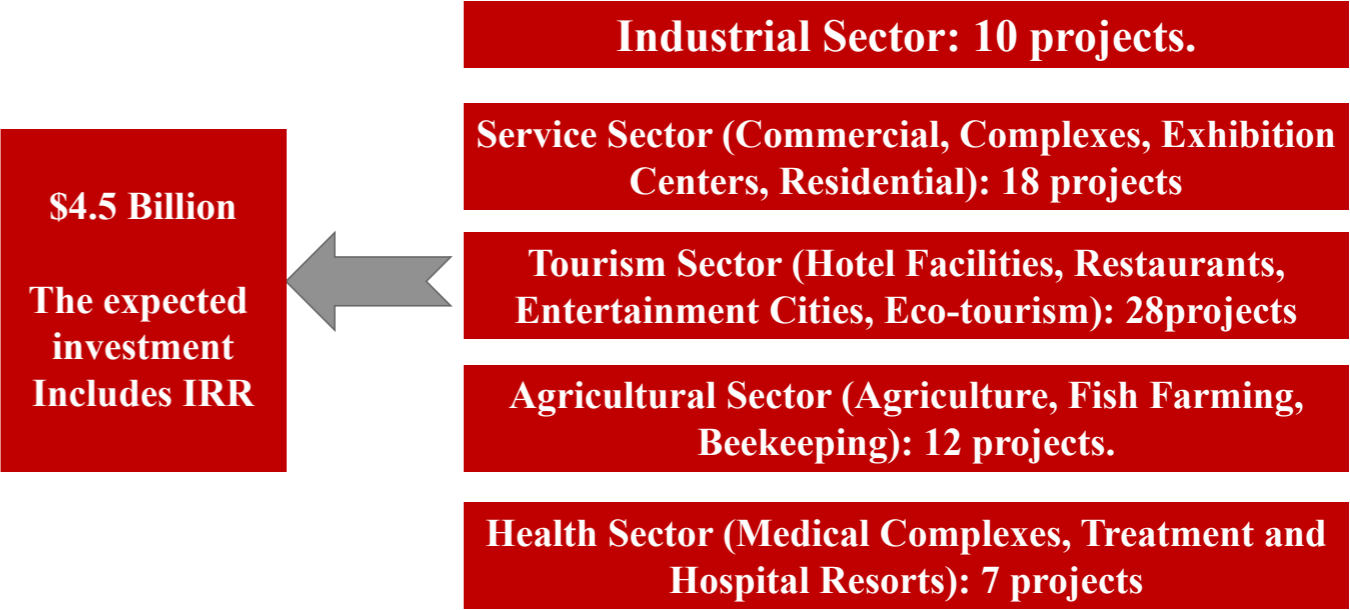 Industrial Sector: 10 projects.
Service Sector (Commercial, Complexes, Exhibition
Centers, Residential): 18 projects
$4.5 Billion
The expected
investment
Includes IRR
Tourism Sector (Hotel Facilities, Restaurants,
Entertainment Cities, Eco-tourism): 28projects
Agricultural Sector (Agriculture, Fish Farming,
Beekeeping): 12 projects.
Health Sector (Medical Complexes, Treatment and
Hospital Resorts): 7 projects